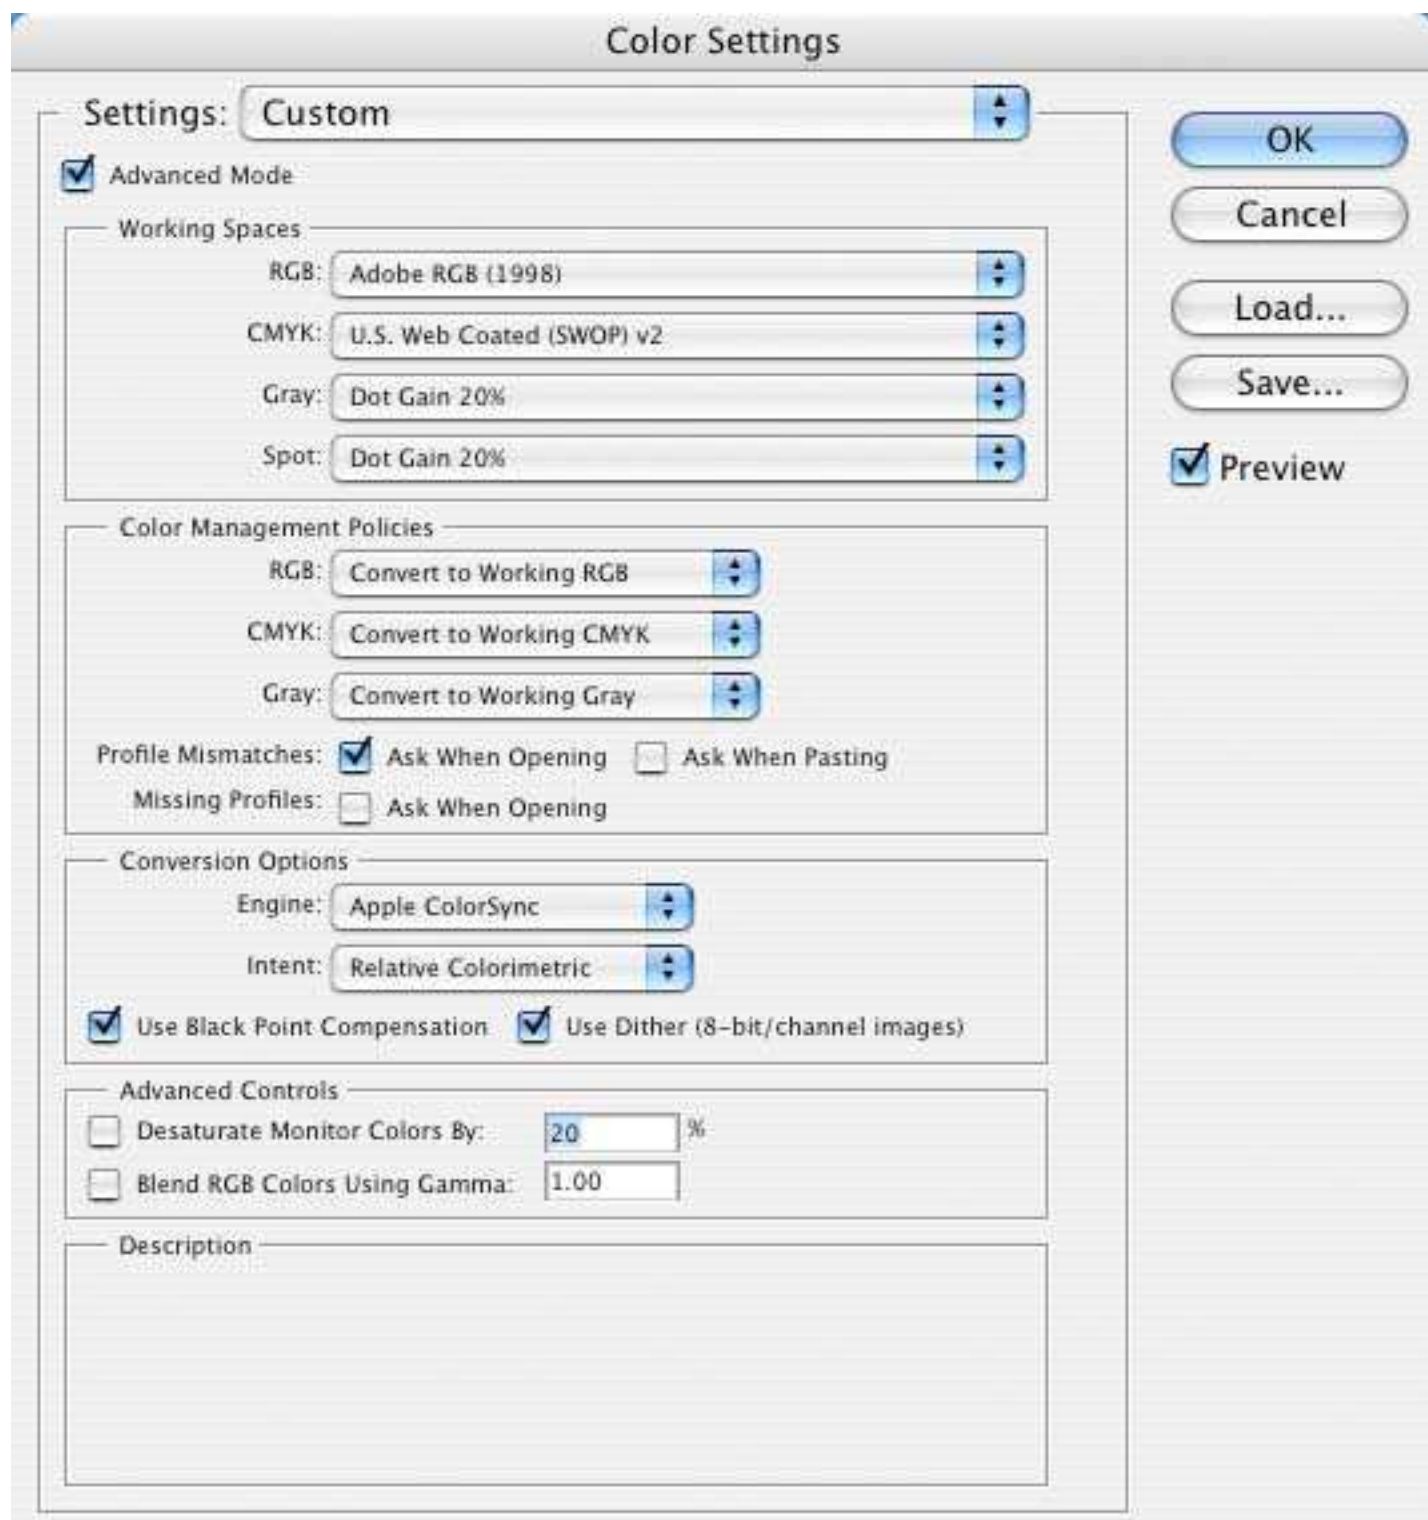 Color Settings
Settings: Custom
Advanced Mode
Working Spaces
RGB: Adobe RGB (1998)
CMYK: U.S. Web Coated (SWOP) v2
Gray: Dot Gain 20%
Spot: Dot Gain 20%
Color Management Policies
RGB: Convert to Working RGB
CMYK: Convert to Working CMYK
Gray: Convert to Working Gray
Profile Mismatches: Ask When Opening Ask When Pasting
Missing Profiles: Ask When Opening
Conversion Options
Engine: Apple ColorSync
Intent: Relative Colorimetric
Use Black Point Compensation Use Dither (8-bit/channel images)
Advanced Controls
Desaturate Monitor Colors By: 20 %
Blend RGB Colors Using Gamma: 1.00
Description
OK
Cancel
Load...
Save...
Preview